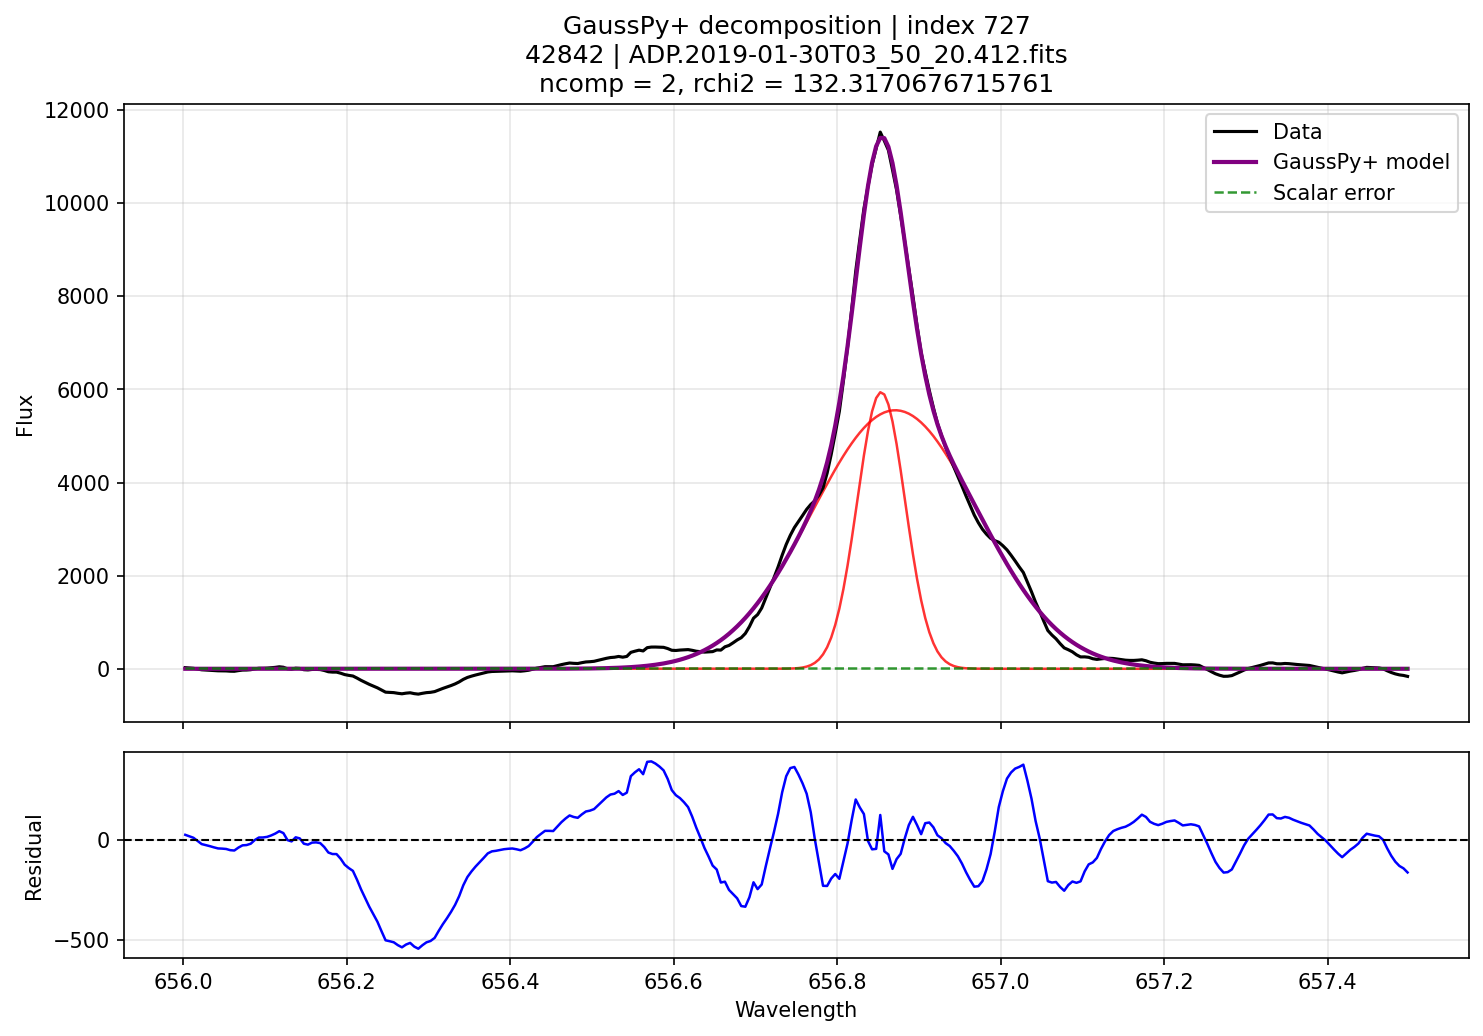 GaussPy+ decomposition | index 727
42842 | ADP.2019-01-30T03_50_20.412.fits
ncomp = 2, rchi2 = 132.3170676715761
12000
10000
8000
6000
4000
2000
0
Flux
Data
GaussPy+ model
Scalar error
0
−500
Residual
656.0 656.2 656.4 656.6 656.8 657.0 657.2 657.4
Wavelength